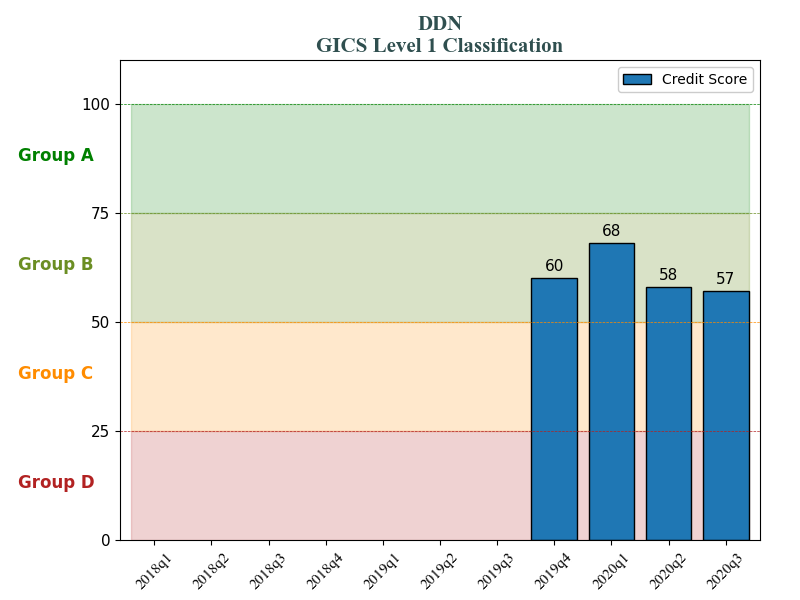 DDN
GICS Level 1 Classification
Credit Score
100
Group A
75
68
Group B
60
58
57
50
Group C
25
Group D
0
2018q1 2018q2 2018q3 2018q4 2019q1 2019q2 2019q3 2019q4 2020q1 2020q2 2020q3